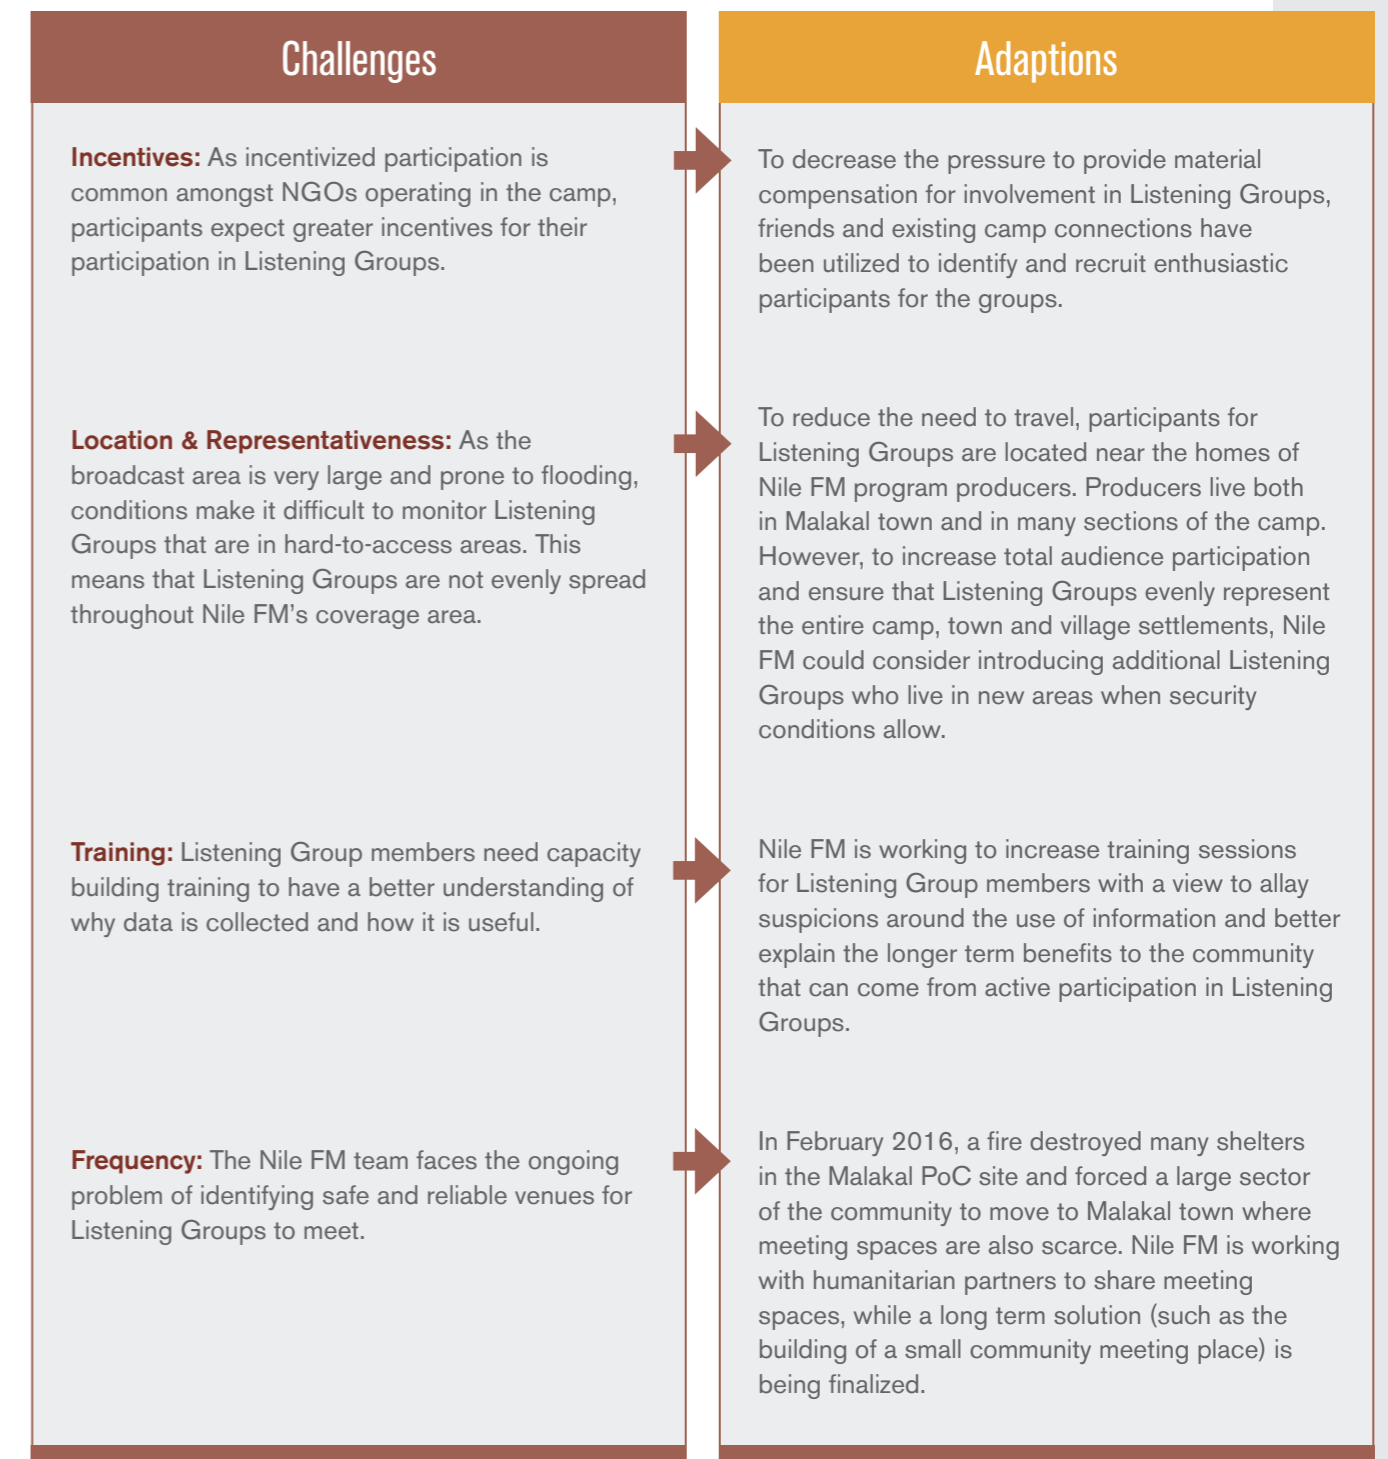 Challenges
Adaptions
Incentives: As incentivized participation is
common amongst NGOs operating in the camp,
participants expect greater incentives for their
participation in Listening Groups.
To decrease the pressure to provide material
compensation for involvement in Listening Groups,
friends and existing camp connections have
been utilized to identify and recruit enthusiastic
participants for the groups.
Location & Representativeness: As the
broadcast area is very large and prone to flooding,
conditions make it difficult to monitor Listening
Groups that are in hard-to-access areas. This
means that Listening Groups are not evenly spread
throughout Nile FM's coverage area.
To reduce the need to travel, participants for
Listening Groups are located near the homes of
Nile FM program producers. Producers live both
in Malakal town and in many sections of the camp.
However, to increase total audience participation
and ensure that Listening Groups evenly represent
the entire camp, town and village settlements, Nile
FM could consider introducing additional Listening
Groups who live in new areas when security
conditions allow.
Training: Listening Group members need capacity
building training to have a better understanding of
why data is collected and how it is useful.
Nile FM is working to increase training sessions
for Listening Group members with a view to allay
suspicions around the use of information and better
explain the longer term benefits to the community
that can come from active participation in Listening
Groups.
Frequency: The Nile FM team faces the ongoing
problem of identifying safe and reliable venues for
Listening Groups to meet.
In February 2016, a fire destroyed many shelters
in the Malakal PoC site and forced a large sector
of the community to move to Malakal town where
meeting spaces are also scarce. Nile FM is working
with humanitarian partners to share meeting
spaces, while a long term solution (such as the
building of a small community meeting place) is
being finalized.